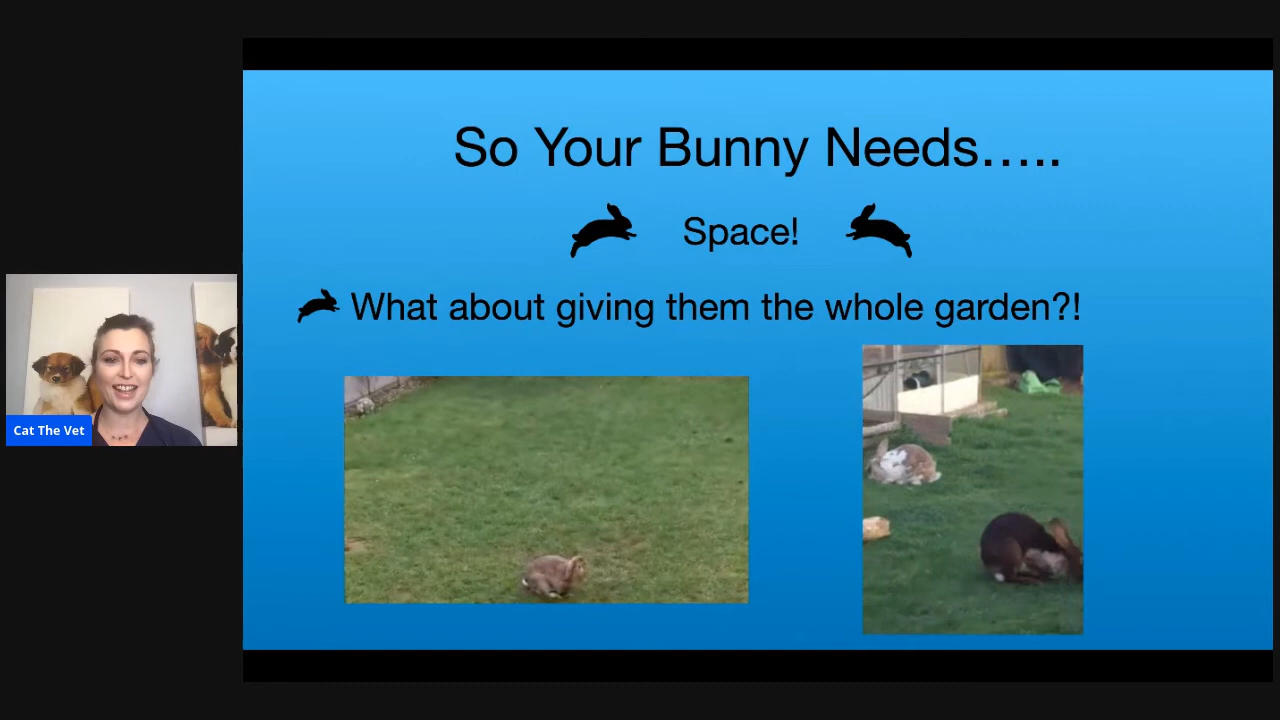 So Your Bunny Needs.....
Space!
What about giving them the whole garden?!
Cat The Vet